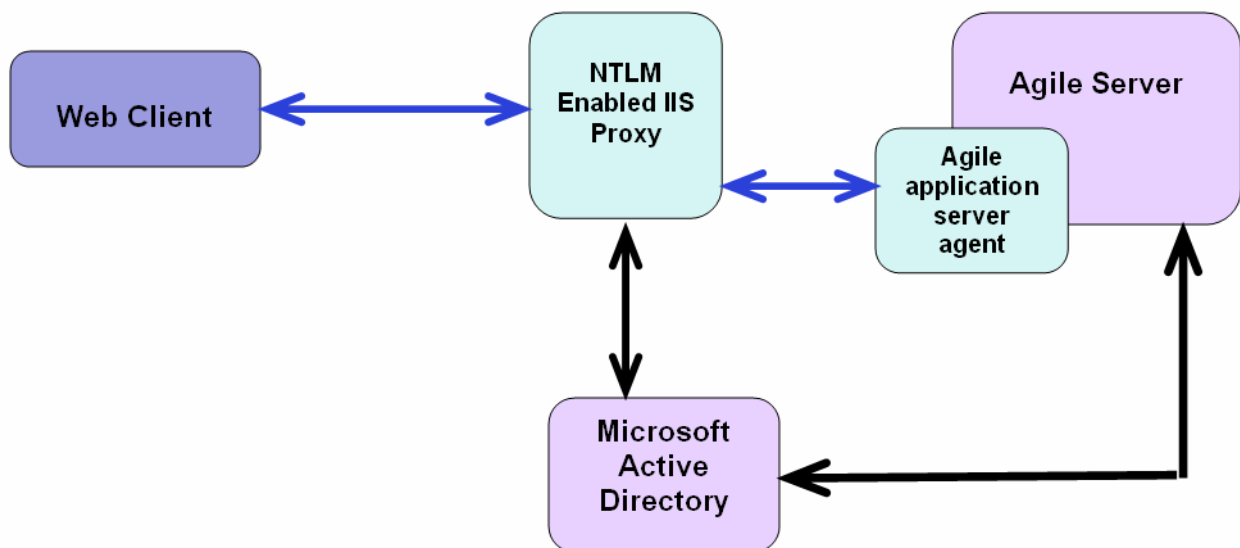 Web Client
NTLM
Enabled IIS
Proxy
Agile Server
Agile
application
server
agent
Microsoft
Active
Directory